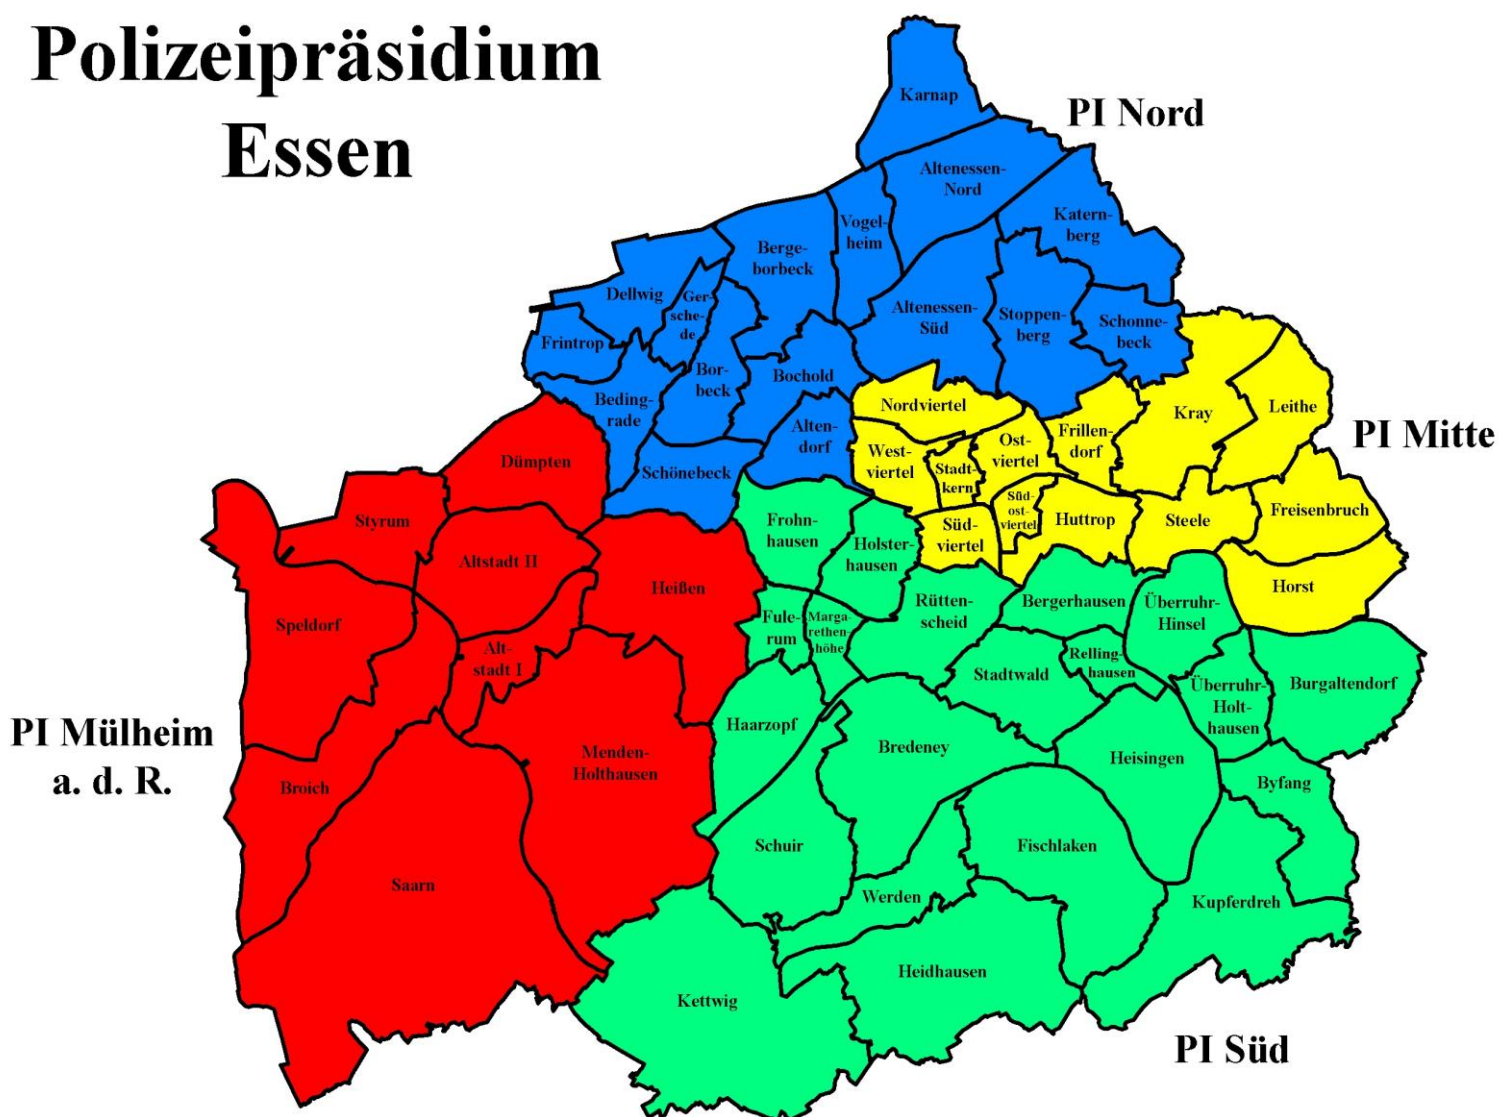 Polizeipräsidium
Essen
PI Nord
Karnap
Altenessen-
Nord
Katern-
berg
Vogel-
heim
Bergeborbeck
Dellwig
Ger-
sche-
de
Altenessen-
Süd
Stoppen-
berg
Schonne-
beck
Frintrop
Bor-
beck
Bochold
Beding-
rade
Alten-
dorf
Schönebeck
PI Mitte
Nordviertel
Kray
Leithe
West-
viertel
Ost-
viertel
Frillen-
dorf
Stadt-
kern
Süd-
ost-
viertel
Huttrop
Steele
Freisenbruch
Süd-
viertel
Horst
Dümpten
Styrum
Altstadt II
Heißen
Speldorf
Alt-
stadt I
PI Mülheim
a. d. R.
Menden-
Holthausen
Broich
Saarn
Frohn-
hausen
Holster-
hausen
Fule-
rum
Marga-
rethen-
höhe
Rütten-
scheid
Bergerhausen
Überruhr-
Hinsel
Stadtwald
Relling-
hausen
Überruhr-
Holt-
hausen
Burgaltendorf
Haarzopf
Bredeney
Heisingen
Byfang
Schuir
Fischlaken
Werden
Kupferdreh
Heidhausen
Kettwig
PI Süd